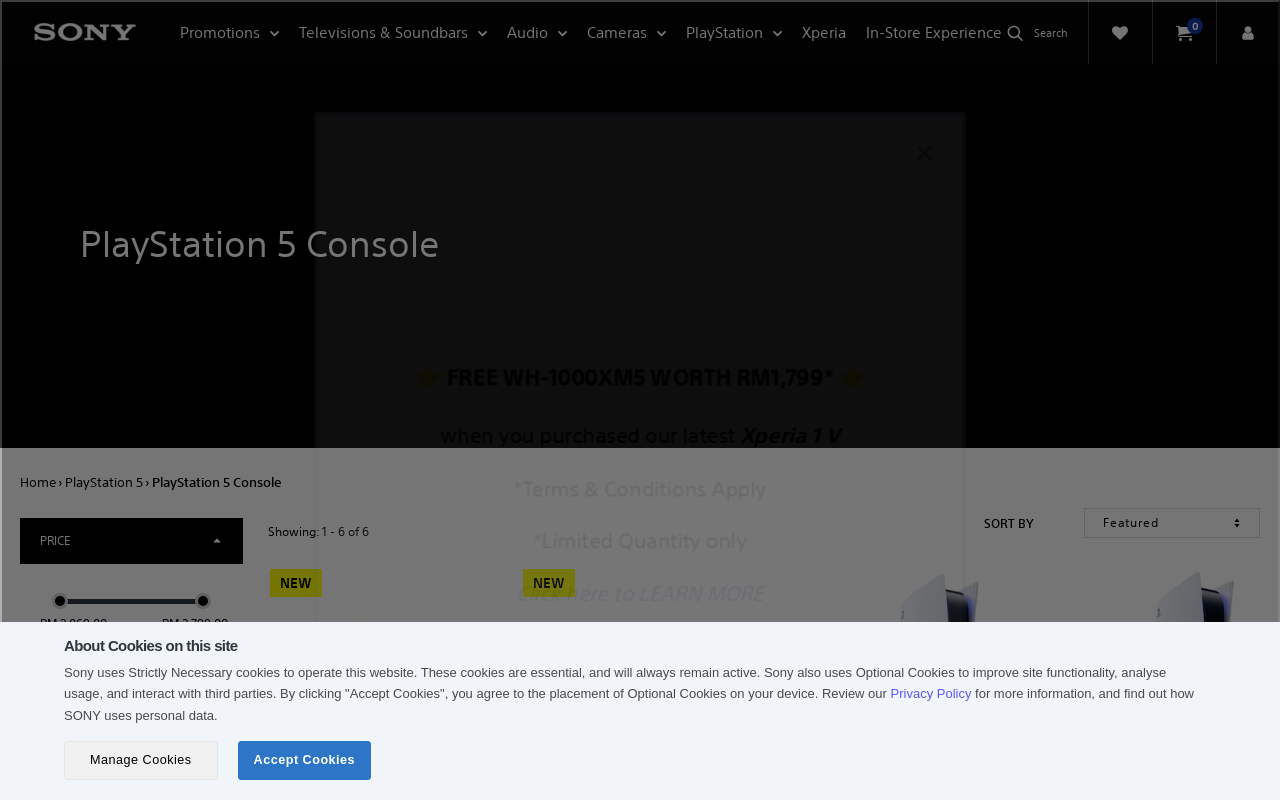 SONY
Promotions
Televisions & Soundbars
Audio
Cameras
PlayStation
Xperia
In-Store Experience
Search
0
PlayStation 5 Console
FREE WH-1000XM5 WORTH RM1,799*
when you purchased our latest Xperia 1 V
*Terms & Conditions Apply
*Limited Quantity only
Click here to LEARN MORE
Home › PlayStation 5 › PlayStation 5 Console
PRICE
Showing: 1 - 6 of 6
SORT BY
Featured
NEW
NEW
About Cookies on this site
Sony uses Strictly Necessary cookies to operate this website. These cookies are essential, and will always remain active. Sony also uses Optional Cookies to improve site functionality, analyse
usage, and interact with third parties. By clicking "Accept Cookies", you agree to the placement of Optional Cookies on your device. Review our Privacy Policy for more information, and find out how
SONY uses personal data.
Manage Cookies
Accept Cookies